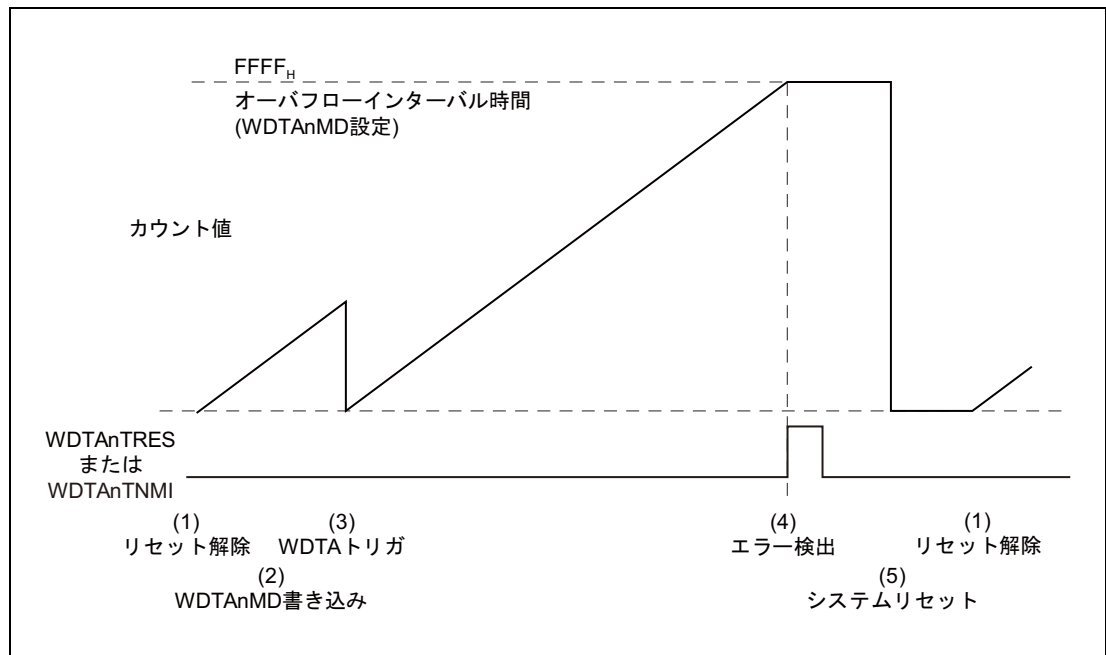 FFFFH
オーバフローインターバル時間
(WDTAnMD設定)
カウント値
WDTAnTRES
または
WDTAnTNMI
(1)
リセット解除
(2)
WDTAnMD書き込み
(3)
WDTAトリガ
(4)
エラー検出
(5)
システムリセット
(1)
リセット解除